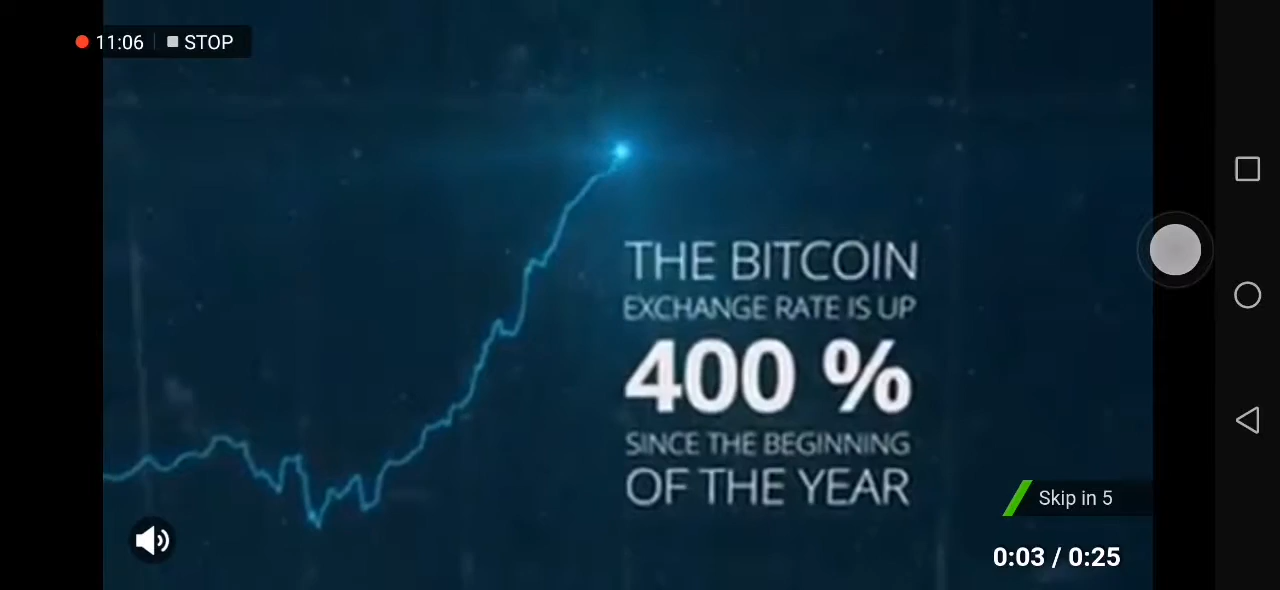 11:06 STOP
THE BITCOIN
EXCHANGE RATE IS UP
400 %
SINCE THE BEGINNING
OF THE YEAR
Skip in 5
0:03 / 0:25